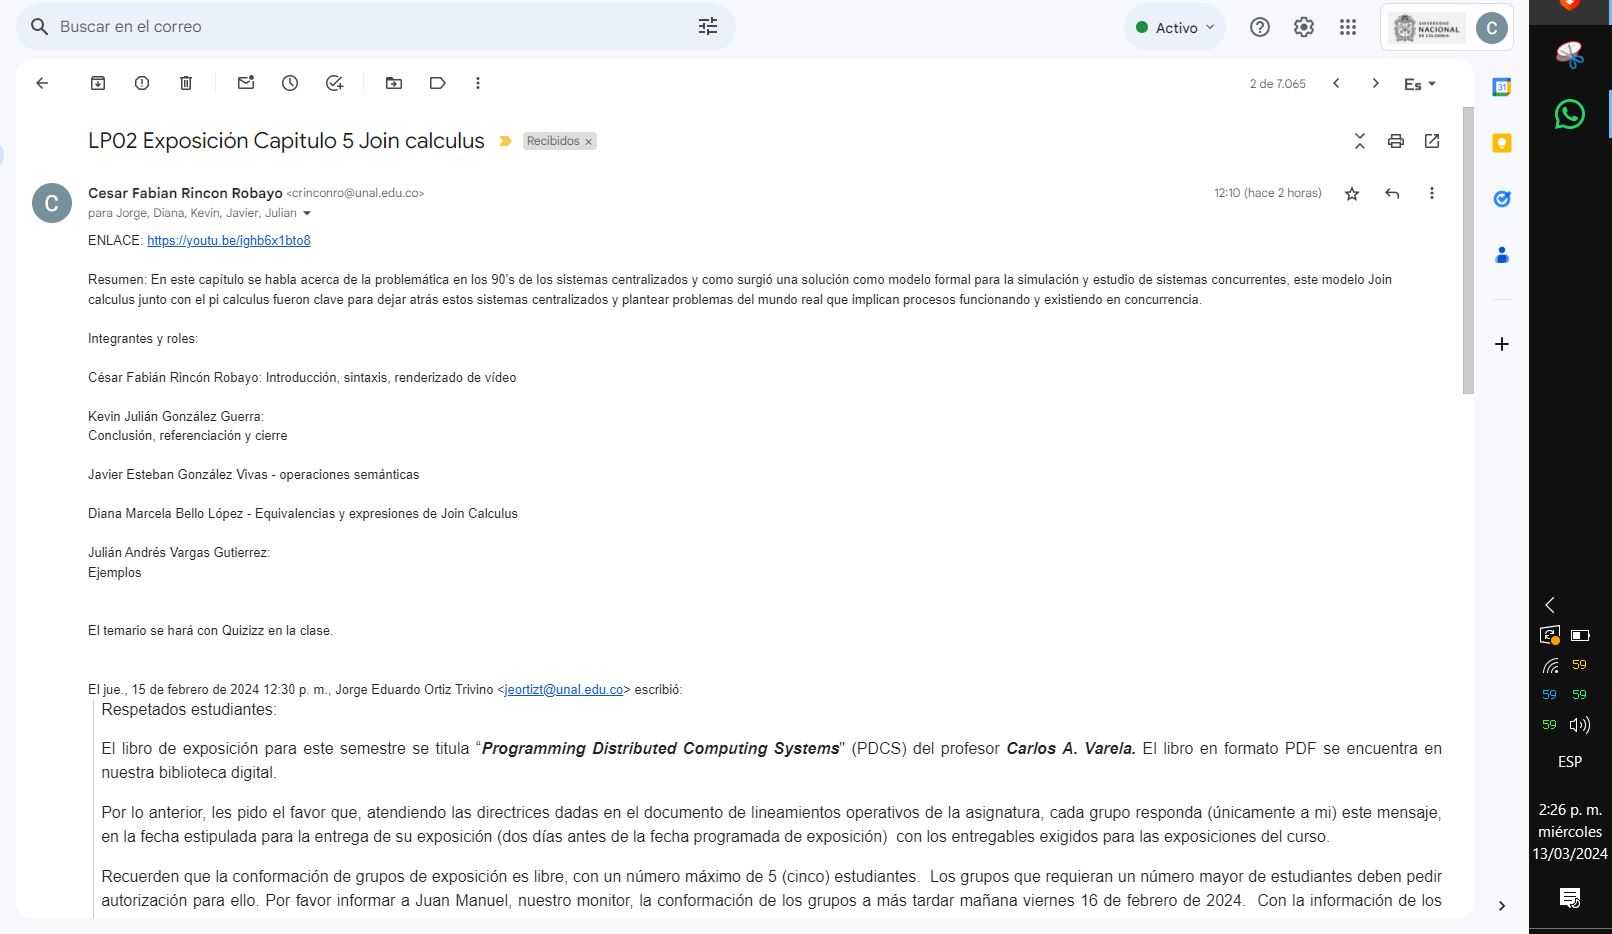 Buscar en el correo
Activo
UNIVERSIDAD
NACIONAL
DE COLOMBIA
C
2 de 7.065
Es
LP02 Exposición Capitulo 5 Join calculus
Recibidos ×
C
Cesar Fabian Rincon Robayo <crinconro@unal.edu.co>
12:10 (hace 2 horas)
para Jorge, Diana, Kevin, Javier, Julian
ENLACE: https://youtu.be/ighb6x1bto8
Resumen: En este capítulo se habla acerca de la problemática en los 90's de los sistemas centralizados y como surgió una solución como modelo formal para la simulación y estudio de sistemas concurrentes, este modelo Join
calculus junto con el pi calculus fueron clave para dejar atrás estos sistemas centralizados y plantear problemas del mundo real que implican procesos funcionando y existiendo en concurrencia.
Integrantes y roles:
César Fabián Rincón Robayo: Introducción, sintaxis, renderizado de vídeo
Kevin Julián González Guerra:
Conclusión, referenciación y cierre
Javier Esteban González Vivas - operaciones semánticas
Diana Marcela Bello López - Equivalencias y expresiones de Join Calculus
Julián Andrés Vargas Gutierrez:
Ejemplos
El temario se hará con Quizizz en la clase.
El jue., 15 de febrero de 2024 12:30 p. m., Jorge Eduardo Ortiz Trivino <jeortizt@unal.edu.co> escribió:
Respetados estudiantes:
El libro de exposición para este semestre se titula “Programming Distributed Computing Systems" (PDCS) del profesor Carlos A. Varela. El libro en formato PDF se encuentra en
nuestra biblioteca digital.
Por lo anterior, les pido el favor que, atendiendo las directrices dadas en el documento de lineamientos operativos de la asignatura, cada grupo responda (únicamente a mi) este mensaje,
en la fecha estipulada para la entrega de su exposición (dos días antes de la fecha programada de exposición) con los entregables exigidos para las exposiciones del curso.
Recuerden que la conformación de grupos de exposición es libre, con un número máximo de 5 (cinco) estudiantes. Los grupos que requieran un número mayor de estudiantes deben pedir
autorización para ello. Por favor informar a Juan Manuel, nuestro monitor, la conformación de los grupos a más tardar mañana viernes 16 de febrero de 2024. Con la información de los
31
59
59 59
59
ESP
2:26 p. m.
miércoles
13/03/2024